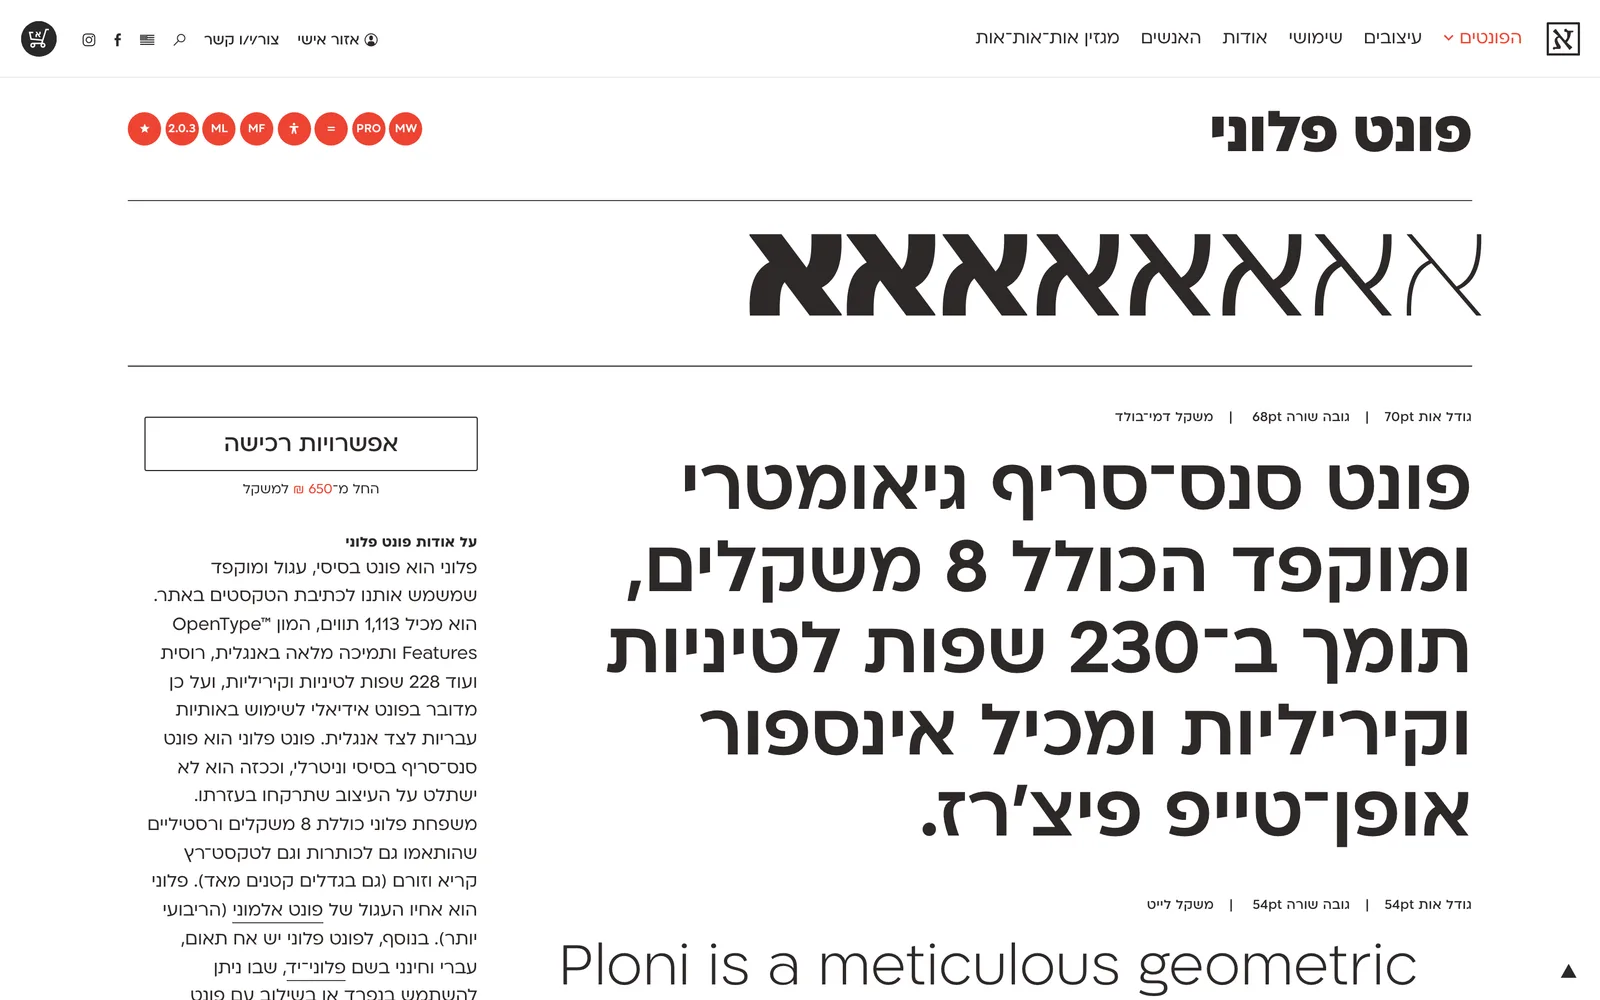 א
הפונטים
עיצובים
שימושי
אודות
האנשים
מגזין אות־אות־אות
אזור אישי
צור/י/ו קשר
א
פונט פלוני
MW
PRO
=
MF
ML
2.0.3
★
אאאאאאאא
גודל אות 70pt | גובה שורה 68pt | משקל דמי־בולד
פונט סנס־סריף גיאומטרי
ומוקפד הכולל 8 משקלים,
תומך ב־230 שפות לטיניות
וקיריליות ומכיל אינספור
אופן־טייפ פיצ׳רז.
גודל אות 54pt | גובה שורה 54pt | משקל לייט
Ploni is a meticulous geometric
אפשרויות רכישה
החל מ־650 ₪ למשקל
על אודות פונט פלוני
פלוני הוא פונט בסיסי, עגול ומוקפד
שמשמש אותנו לכתיבת הטקסטים באתר.
הוא מכיל 1,113 תווים, המון OpenType™
Features ותמיכה מלאה באנגלית, רוסית
ועוד 228 שפות לטיניות וקיריליות, ועל כן
מדובר בפונט אידיאלי לשימוש באותיות
עבריות לצד אנגלית. פונט פלוני הוא פונט
סנס־סריף בסיסי וניטרלי, וככזה הוא לא
ישתלט על העיצוב שתרקחו בעזרתו.
משפחת פלוני כוללת 8 משקלים ורסטיליים
שהותאמו גם לכותרות וגם לטקסט־רץ
קריא וזורם (גם בגדלים קטנים מאד). פלוני
הוא אחיו העגול של פונט אלמוני (הריבועי
יותר). בנוסף, לפונט פלוני יש אח תאום,
עברי וחינני בשם פלוני־יד, שבו ניתן
להשתמש בנפרד או בשילוב עם פונט